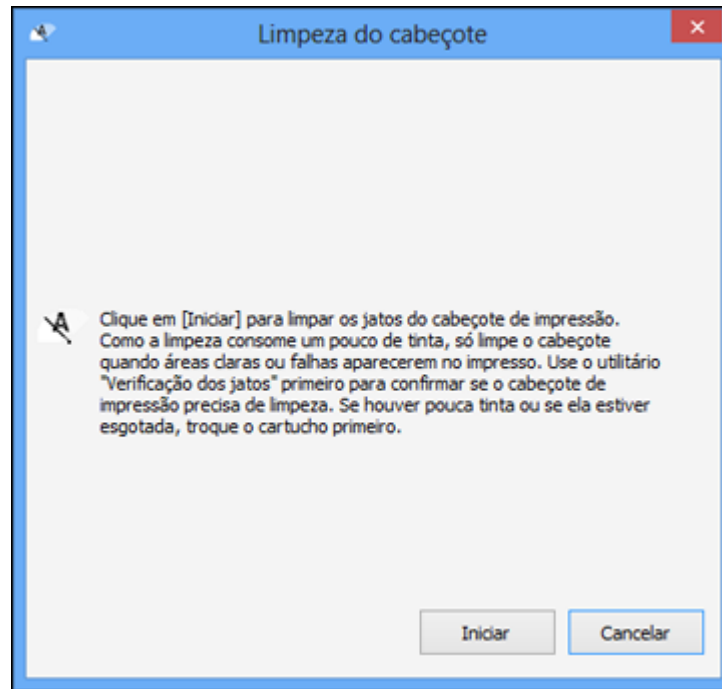 Limpeza do cabeçote
A
Clique em [Iniciar] para limpar os jatos do cabeçote de impressão.
Como a limpeza consome um pouco de tinta, só limpe o cabeçote
quando áreas claras ou falhas aparecerem no impresso. Use o utilitário
"Verificação dos jatos" primeiro para confirmar se o cabeçote de
impressão precisa de limpeza. Se houver pouca tinta ou se ela estiver
esgotada, troque o cartucho primeiro.
Iniciar
Cancelar